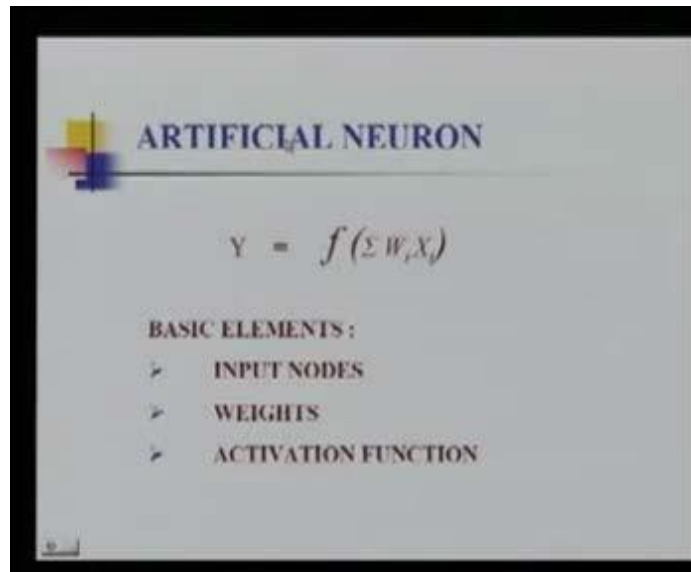 ARTIFICIAL NEURON
Y = f(Σ WᵢXᵢ)
BASIC ELEMENTS :
➢ INPUT NODES
➢ WEIGHTS
➢ ACTIVATION FUNCTION